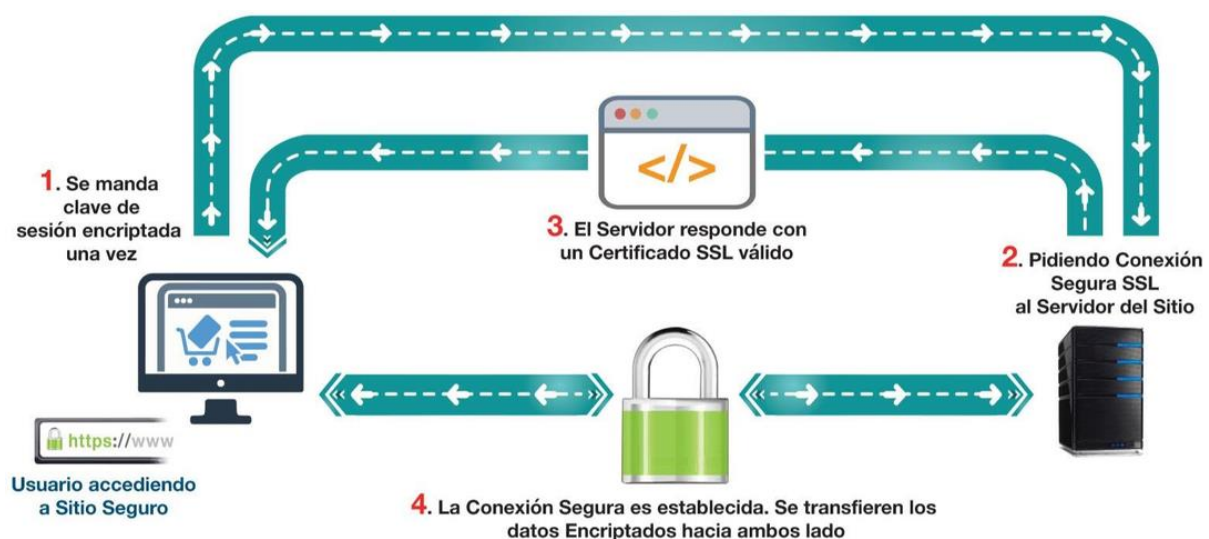 1. Se manda
clave de
sesión encriptada
una vez
</>
3. El Servidor responde con
un Certificado SSL válido
2. Pidiendo Conexión
Segura SSL
al Servidor del Sitio
https://www
Usuario accediendo
a Sitio Seguro
4. La Conexión Segura es establecida. Se transfieren los
datos Encriptados hacia ambos lado